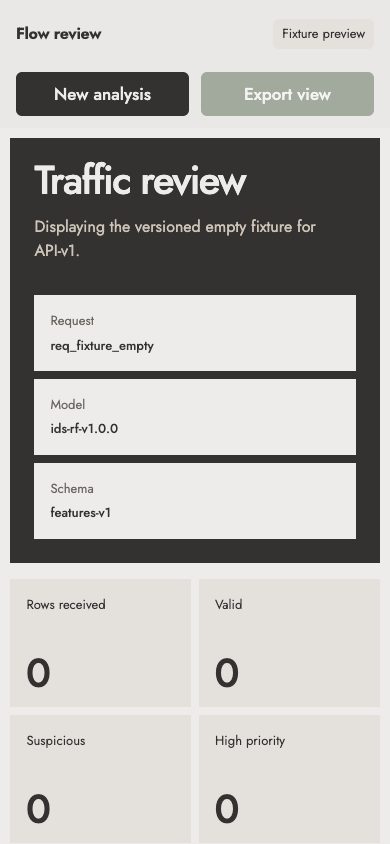 Flow review
Fixture preview
New analysis
Export view
Traffic review
Displaying the versioned empty fixture for
API-v1.
Request
req_fixture_empty
Model
ids-rf-v1.0.0
Schema
features-v1
Rows received
Valid
0
0
Suspicious
High priority
0
0